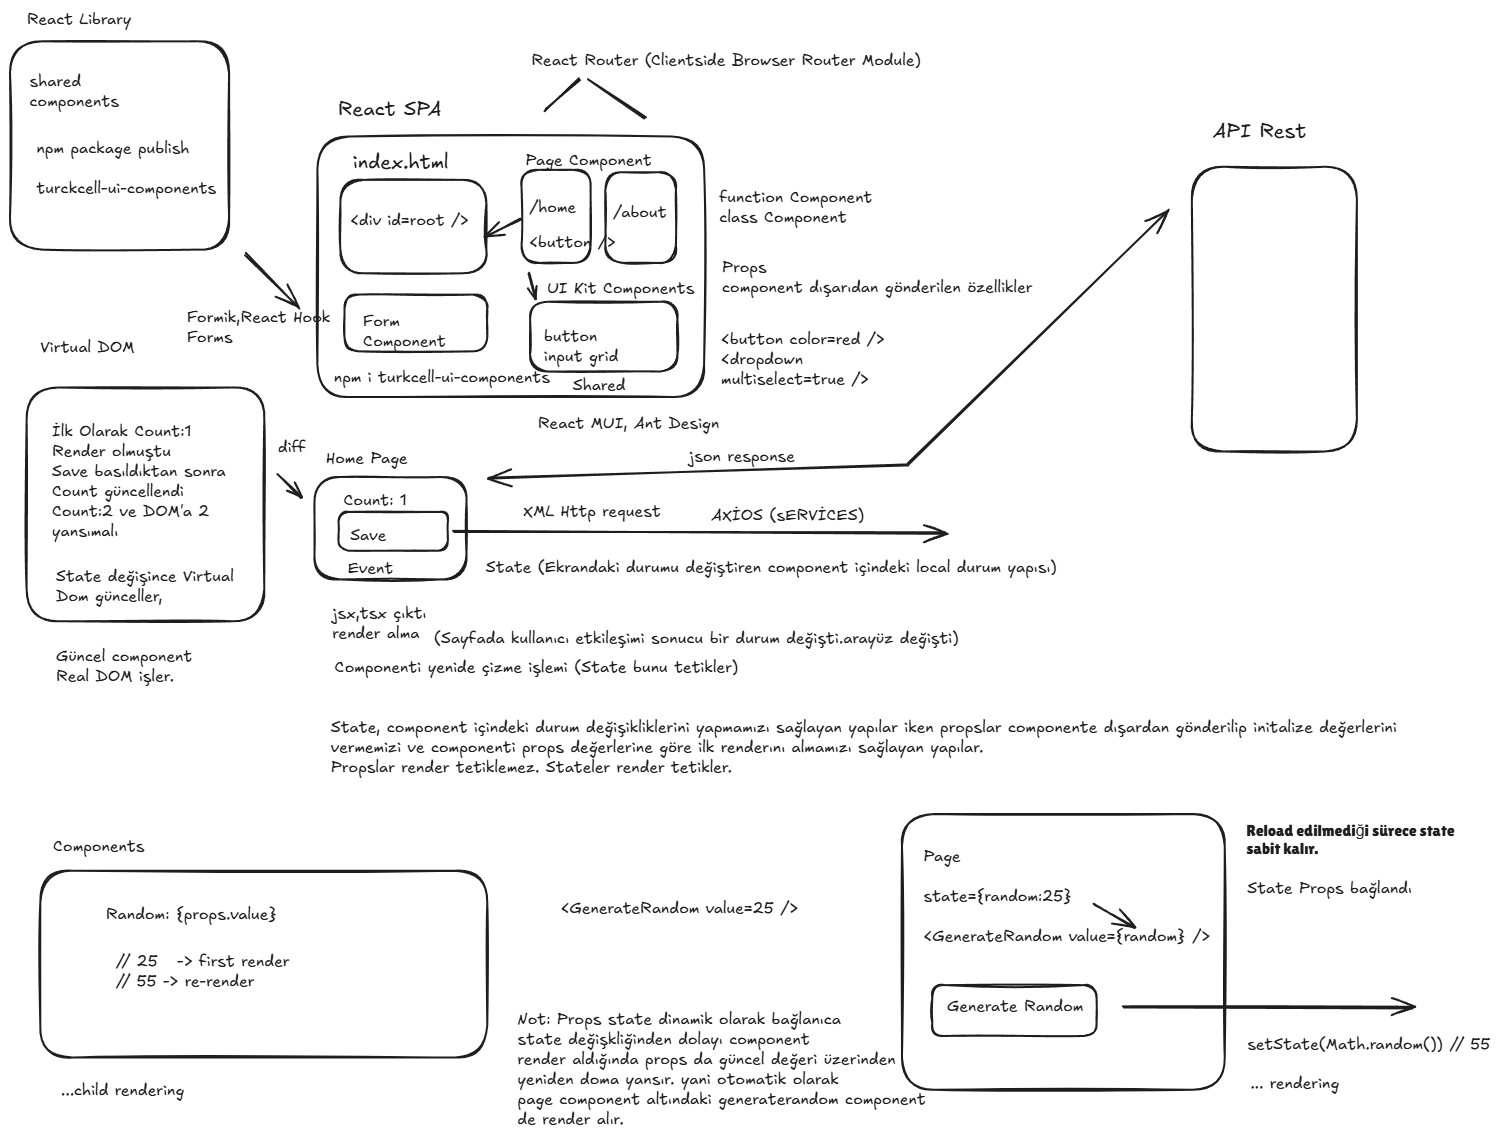 React Library
shared
components
npm package publish
turckcell-ui-components
React Router (Clientside Browser Router Module)
React SPA
index.html
<div id=root />
Page Component
/home
<button />
/about
UI Kit Components
button
input grid
Shared
Form
Component
npm i turkcell-ui-components
Formik,React Hook
Forms
function Component
class Component
Props
component dışarıdan gönderilen özellikler
<button color=red />
<dropdown
multiselect=true />
React MUI, Ant Design
API Rest
Virtual DOM
İlk Olarak Count:1
Render olmuştu
Save basıldıktan sonra
Count güncellendi
Count:2 ve DOM'a 2
yansımalı
State değişince Virtual
Dom günceller,
Güncel component
Real DOM işler.
diff
Home Page
Count: 1
Save
Event
json response
XML Http request
AXİOS (sERVİCES)
State (Ekrandaki durumu değiştiren component içindeki local durum yapısı)
jsx,tsx çıktı
render alma
(Sayfada kullanıcı etkileşimi sonucu bir durum değişti.arayüz değişti)
Componenti yenide çizme işlemi (State bunu tetikler)
State, component içindeki durum değişikliklerini yapmamızı sağlayan yapılar iken propslar componente dışardan gönderilip initalize değerlerini
vermemizi ve componenti props değerlerine göre ilk renderını almamızı sağlayan yapılar.
Propslar render tetiklemez. Stateler render tetikler.
Components
Random: {props.value}
// 25 -> first render
// 55 -> re-render
...child rendering
<GenerateRandom value=25 />
Not: Props state dinamik olarak bağlanıca
state değişkliğinden dolayı component
render aldığında props da güncel değeri üzerinden
yeniden doma yansır. yani otomatik olarak
page component altındaki generaterandom component
de render alır.
Page
state={random:25}
<GenerateRandom value={random} />
Generate Random
Reload edilmediği sürece state
sabit kalır.
State Props bağlandı
setState(Math.random()) // 55
... rendering